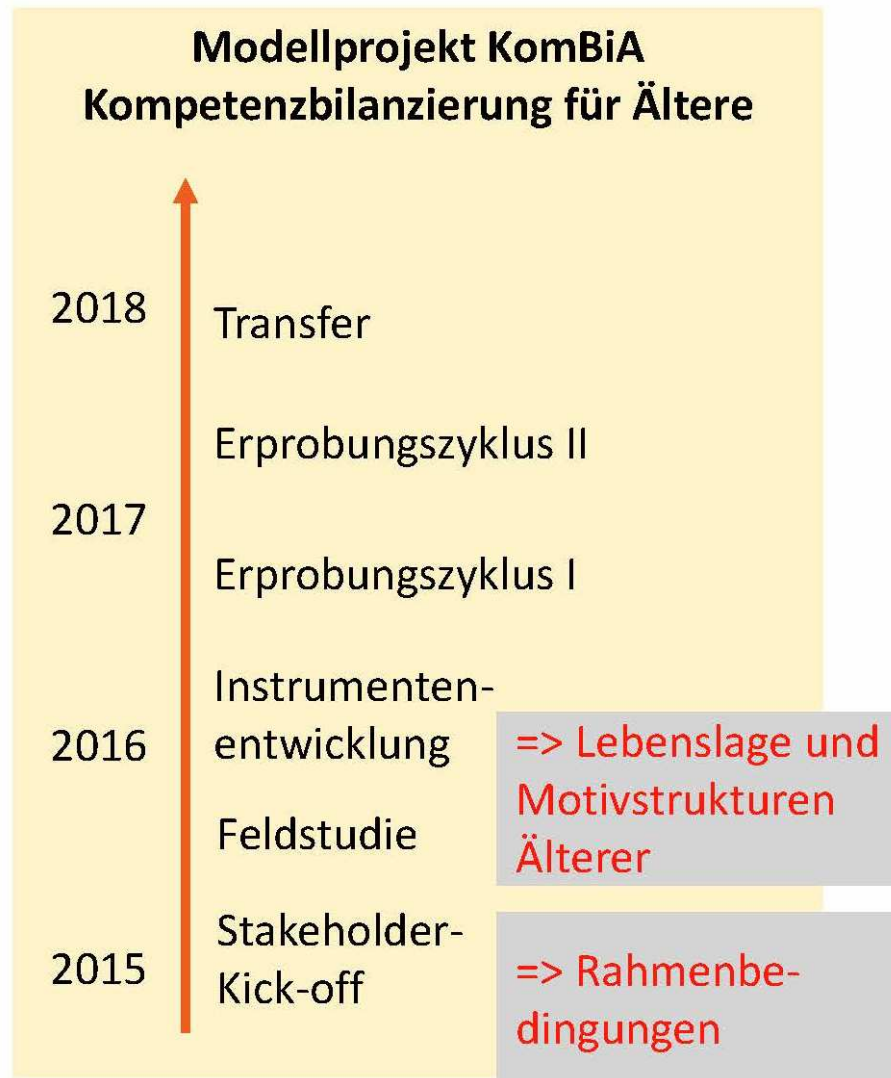 Modellprojekt KomBiA
Kompetenzbilanzierung für Ältere
2018
Transfer
Erprobungszyklus II
2017
Erprobungszyklus I
Instrumenten-
entwicklung
2016
=> Lebenslage und
Motivstrukturen
Älterer
Feldstudie
Stakeholder-
Kick-off
2015
=> Rahmenbe-
dingungen